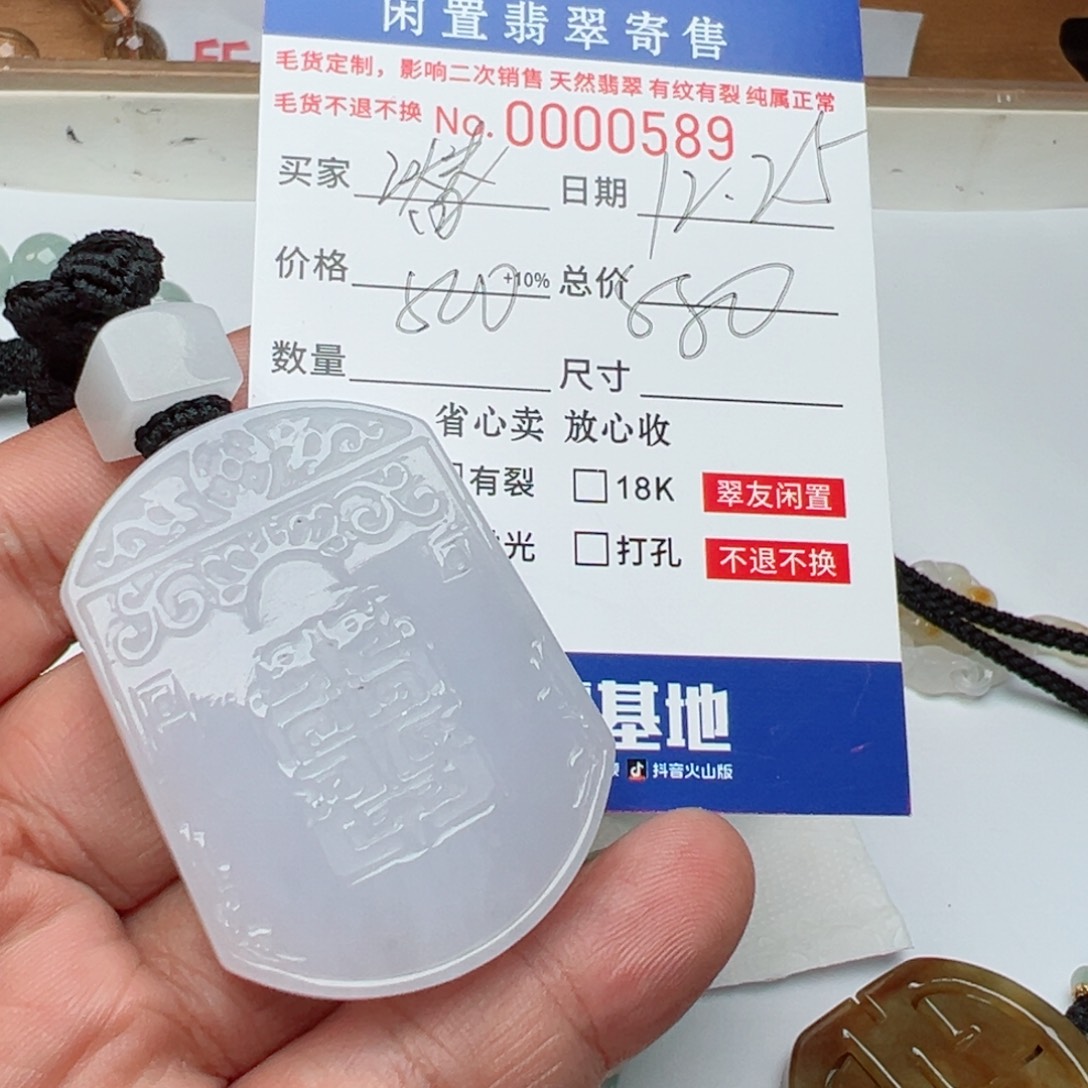 闲置翡翠寄售
毛货定制，影响二次销售 天然翡翠 有纹有裂 纯属正常
毛货不退不换 No. 0000589
买家 日期 12.25
价格 800 +10% 总价 880
数量 尺寸
省心卖 放心收
有裂 18K 翠友闲置
光 打孔 不退不换
基地
抖音火山版